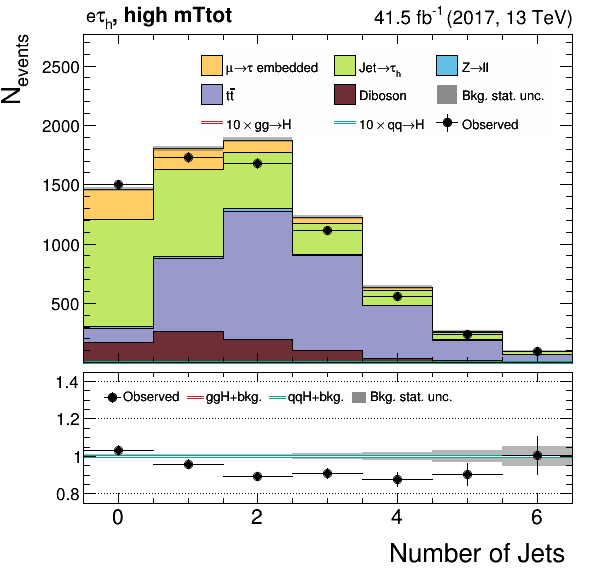 eτh, high mTtot 41.5 fb⁻¹ (2017, 13 TeV)
Nevents
2500
2000
1500
1000
500
μ→τ embedded Jet→τh Z→ll
tt̄ Diboson Bkg. stat. unc.
10 × gg→H 10 × qq→H Observed
1.4
1.2
1
0.8
Observed ggH+bkg. qqH+bkg. Bkg. stat. unc.
0 2 4 6
Number of Jets